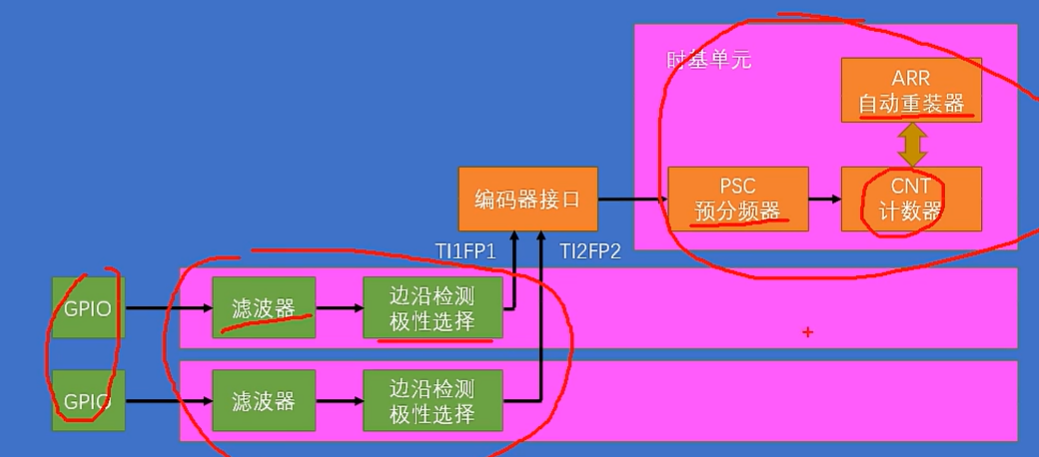 时基单元
ARR
自动重装器
编码器接口
PSC
预分频器
CNT
计数器
TI1FP1
TI2FP2
GPIO
滤波器
边沿检测
极性选择
GPIO
滤波器
边沿检测
极性选择